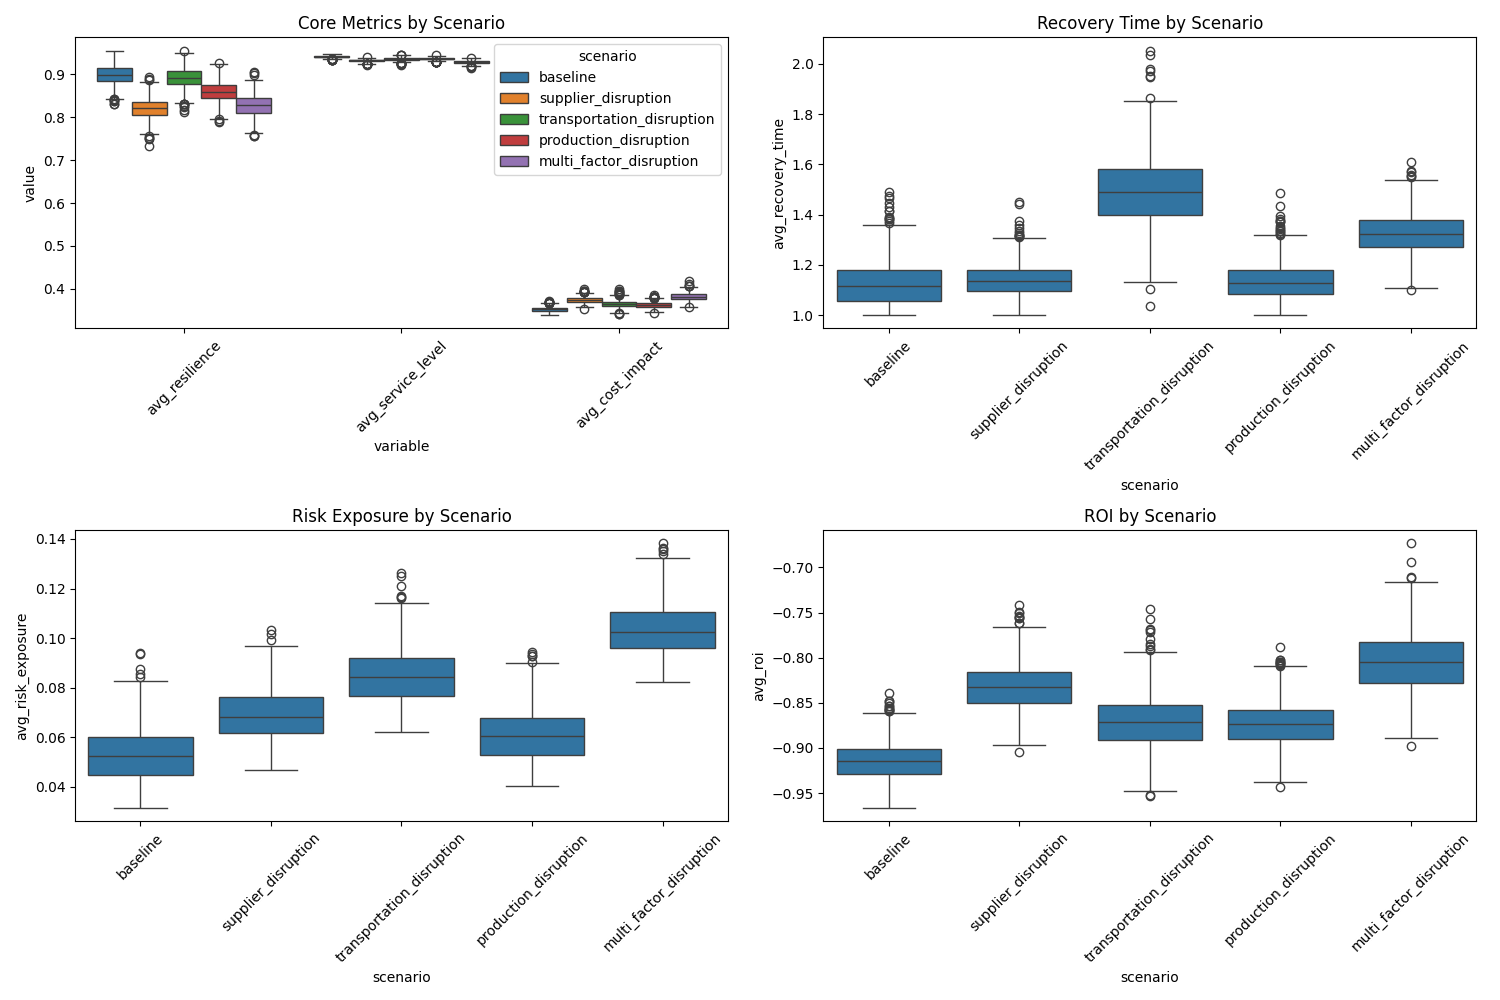 Core Metrics by Scenario
value
0.9
0.8
0.7
0.6
0.5
0.4
scenario
baseline
supplier_disruption
transportation_disruption
production_disruption
multi_factor_disruption
avg_resilience
avg_service_level
avg_cost_impact
variable
Recovery Time by Scenario
avg_recovery_time
2.0
1.8
1.6
1.4
1.2
1.0
baseline
supplier_disruption
transportation_disruption
production_disruption
multi_factor_disruption
scenario
Risk Exposure by Scenario
avg_risk_exposure
0.14
0.12
0.10
0.08
0.06
0.04
baseline
supplier_disruption
transportation_disruption
production_disruption
multi_factor_disruption
scenario
ROI by Scenario
avg_roi
−0.70
−0.75
−0.80
−0.85
−0.90
−0.95
baseline
supplier_disruption
transportation_disruption
production_disruption
multi_factor_disruption
scenario